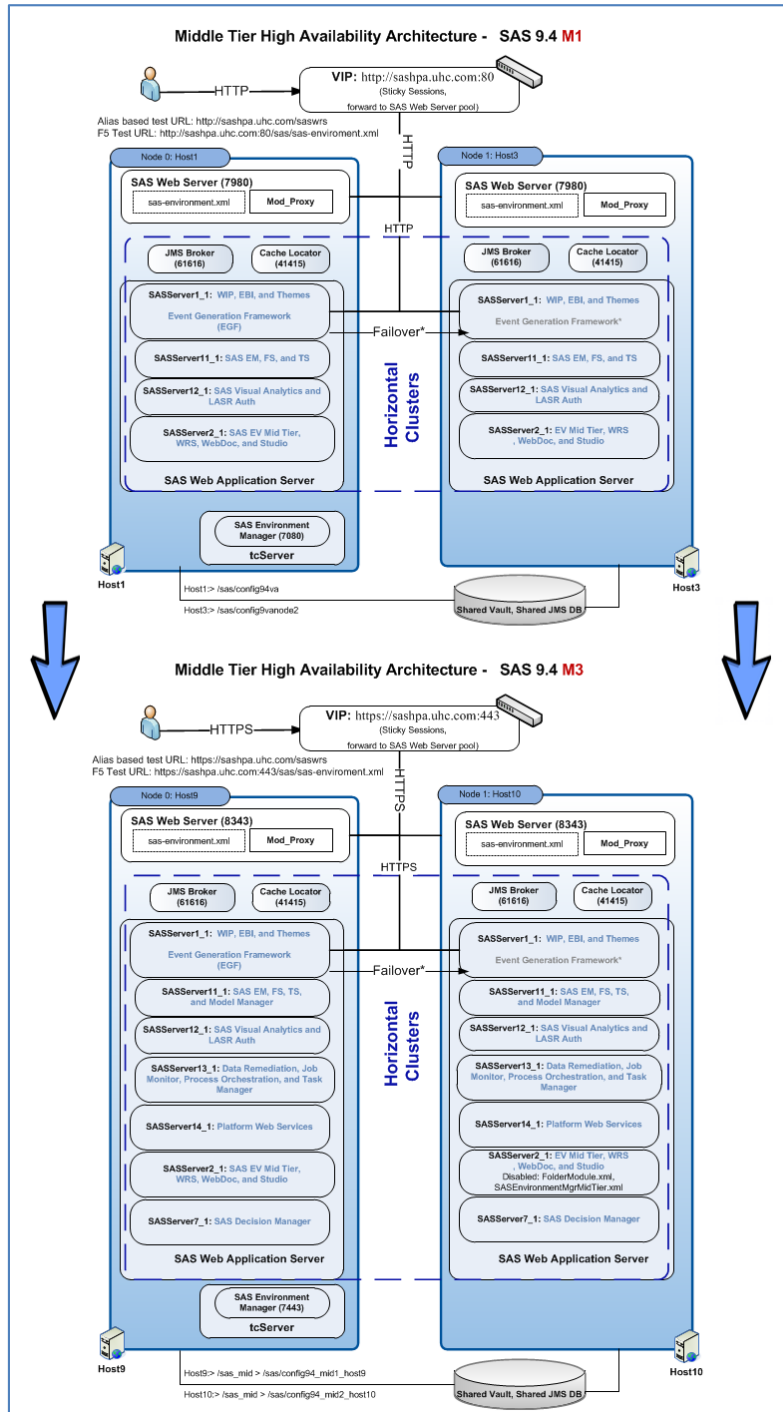 Middle Tier High Availability Architecture - SAS 9.4 M1
HTTP
VIP: http://sashpa.uhc.com:80
(Sticky Sessions,
forward to SAS Web Server pool)
Alias based test URL: http://sashpa.uhc.com/saswrs
F5 Test URL: http://sashpa.uhc.com:80/sas/sas-enviroment.xml
HTTP
Node 0: Host1
SAS Web Server (7980)
sas-environment.xml
Mod_Proxy
Node 1: Host3
SAS Web Server (7980)
sas-environment.xml
Mod_Proxy
HTTP
JMS Broker
(61616)
Cache Locator
(41415)
JMS Broker
(61616)
Cache Locator
(41415)
SASServer1_1: WIP, EBI, and Themes
Event Generation Framework
(EGF)
Failover*
SASServer1_1: WIP, EBI, and Themes
Event Generation Framework*
SASServer11_1: SAS EM, FS, and TS
SASServer12_1: SAS Visual Analytics and
LASR Auth
SASServer2_1: SAS EV Mid Tier,
WRS, WebDoc, and Studio
SAS Web Application Server
Horizontal
Clusters
SASServer11_1: SAS EM, FS, and TS
SASServer12_1: SAS Visual Analytics and
LASR Auth
SASServer2_1: EV Mid Tier, WRS
, WebDoc, and Studio
SAS Web Application Server
SAS Environment
Manager (7080)
tcServer
Host1
Host3
Host1:> /sas/config94va
Host3:> /sas/config9vanode2
Shared Vault, Shared JMS DB
Middle Tier High Availability Architecture - SAS 9.4 M3
HTTPS
VIP: https://sashpa.uhc.com:443
(Sticky Sessions,
forward to SAS Web Server pool)
Alias based test URL: https://sashpa.uhc.com/saswrs
F5 Test URL: https://sashpa.uhc.com:443/sas/sas-enviroment.xml
HTTPS
Node 0: Host9
SAS Web Server (8343)
sas-environment.xml
Mod_Proxy
Node 1: Host10
SAS Web Server (8343)
sas-environment.xml
Mod_Proxy
HTTPS
JMS Broker
(61616)
Cache Locator
(41415)
JMS Broker
(61616)
Cache Locator
(41415)
SASServer1_1: WIP, EBI, and Themes
Event Generation Framework
(EGF)
Failover*
SASServer1_1: WIP, EBI, and Themes
Event Generation Framework*
SASServer11_1: SAS EM, FS, TS,
and Model Manager
SASServer12_1: SAS Visual Analytics and
LASR Auth
SASServer13_1: Data Remediation, Job
Monitor, Process Orchestration, and Task
Manager
SASServer14_1: Platform Web Services
SASServer2_1: SAS EV Mid Tier,
WRS, WebDoc, and Studio
SASServer7_1: SAS Decision Manager
SAS Web Application Server
Horizontal
Clusters
SASServer11_1: SAS EM, FS, TS,
and Model Manager
SASServer12_1: SAS Visual Analytics and
LASR Auth
SASServer13_1: Data Remediation, Job
Monitor, Process Orchestration, and Task
Manager
SASServer14_1: Platform Web Services
SASServer2_1: EV Mid Tier, WRS
, WebDoc, and Studio
Disabled: FolderModule.xml,
SASEnvironmentMgrMidTier.xml
SASServer7_1: SAS Decision Manager
SAS Web Application Server
SAS Environment
Manager (7443)
tcServer
Host9
Host10
Host9:> /sas_mid > /sas/config94_mid1_host9
Host10:> /sas_mid > /sas/config94_mid2_host10
Shared Vault, Shared JMS DB